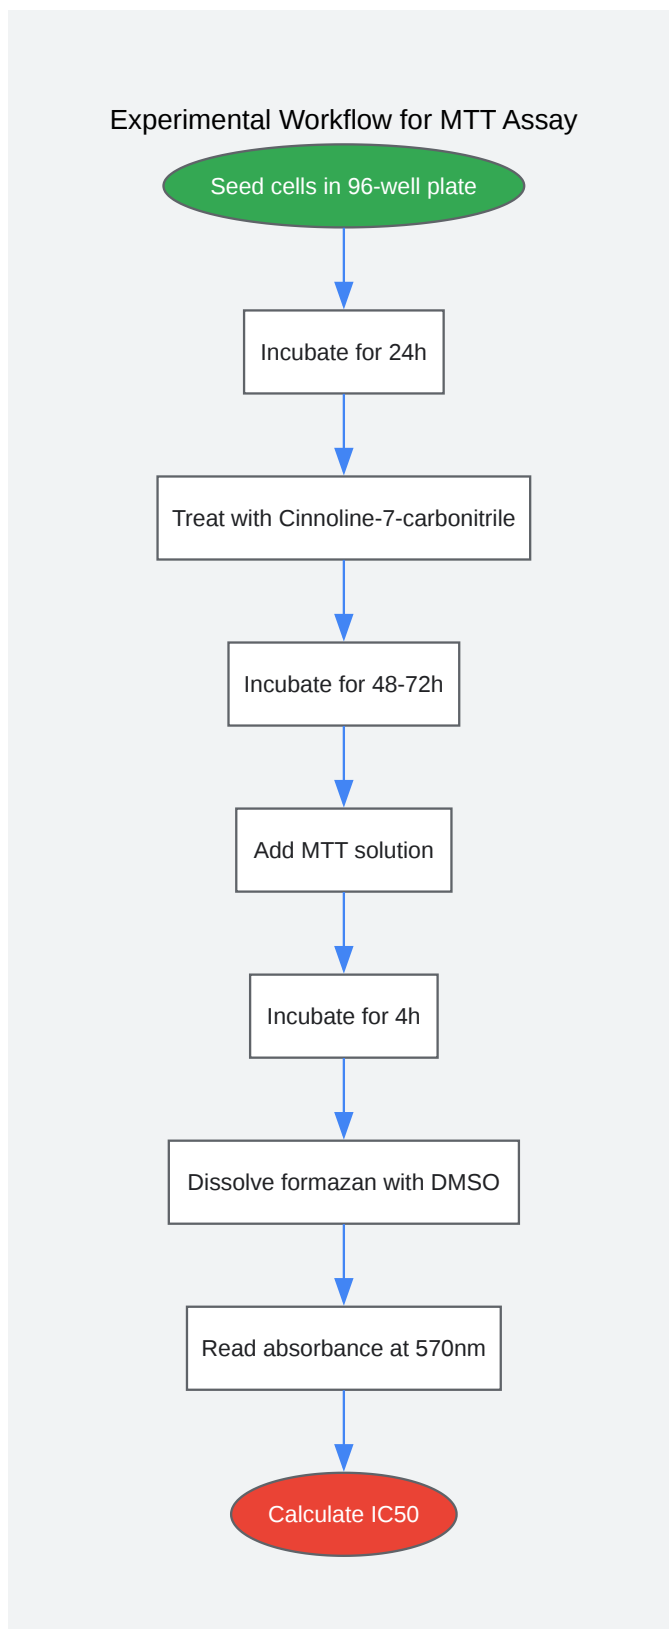 Experimental Workflow for MTT Assay
Seed cells in 96-well plate
Incubate for 24h
Treat with Cinnoline-7-carbonitrile
Incubate for 48-72h
Add MTT solution
Incubate for 4h
Dissolve formazan with DMSO
Read absorbance at 570nm
Calculate IC50